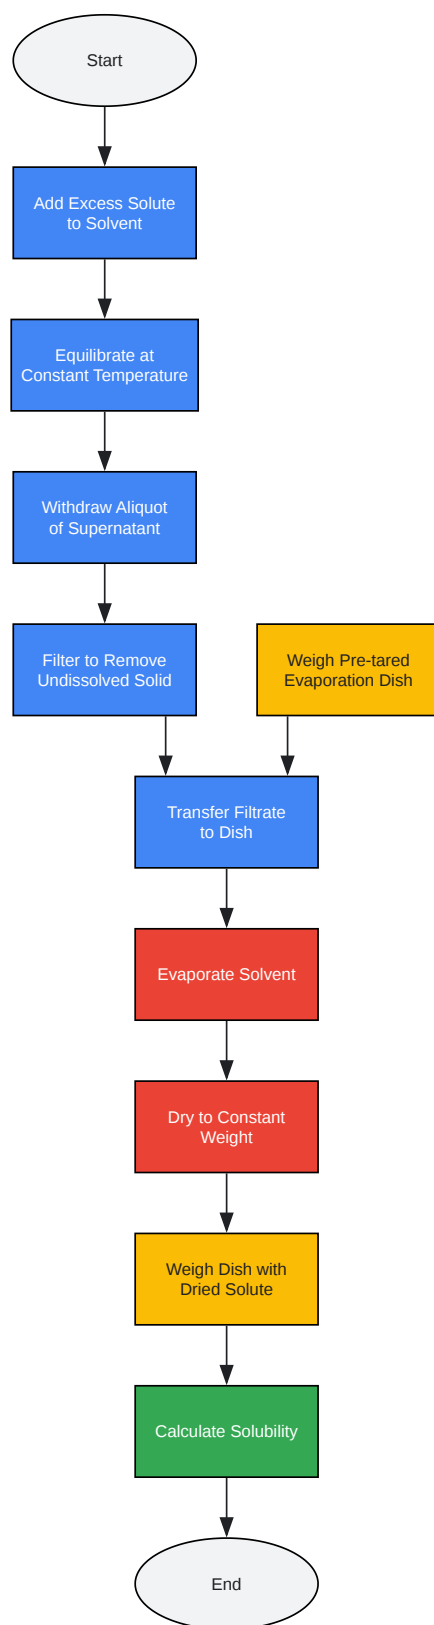 Start
Add Excess Solute
to Solvent
Equilibrate at
Constant Temperature
Withdraw Aliquot
of Supernatant
Filter to Remove
Undissolved Solid
Weigh Pre-tared
Evaporation Dish
Transfer Filtrate
to Dish
Evaporate Solvent
Dry to Constant
Weight
Weigh Dish with
Dried Solute
Calculate Solubility
End